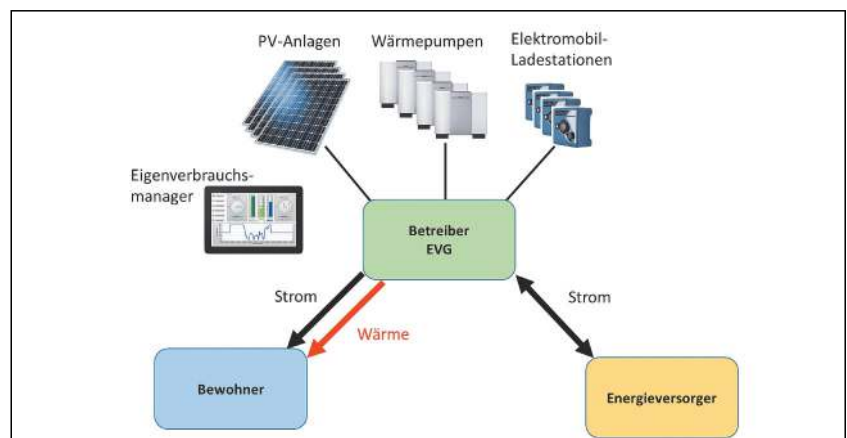 PV-Anlagen
Wärmepumpen
Elektromobil-
Ladestationen
Eigenverbrauchs-
manager
Betreiber
EVG
Strom
Strom
Wärme
Bewohner
Energieversorger